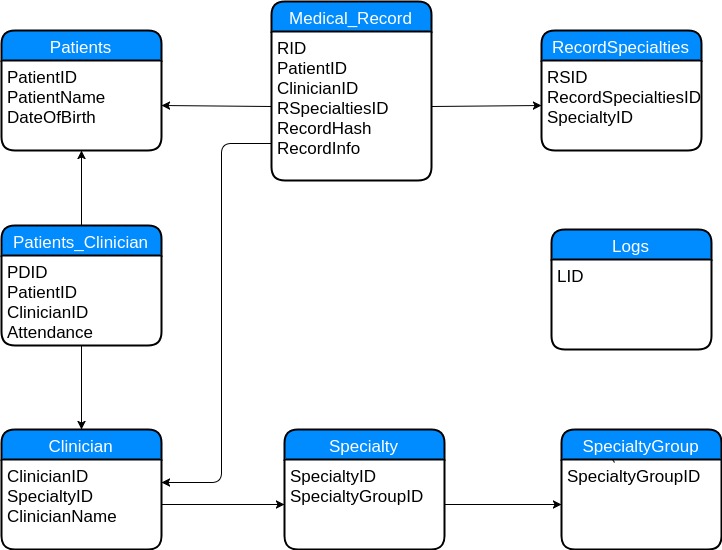 Patients
PatientID
PatientName
DateOfBirth
Medical_Record
RID
PatientID
ClinicianID
RSpecialtiesID
RecordHash
RecordInfo
RecordSpecialties
RSID
RecordSpecialtiesID
SpecialtyID
Patients_Clinician
PDID
PatientID
ClinicianID
Attendance
Logs
LID
Clinician
ClinicianID
SpecialtyID
ClinicianName
Specialty
SpecialtyID
SpecialtyGroupID
SpecialtyGroup
SpecialtyGroupID